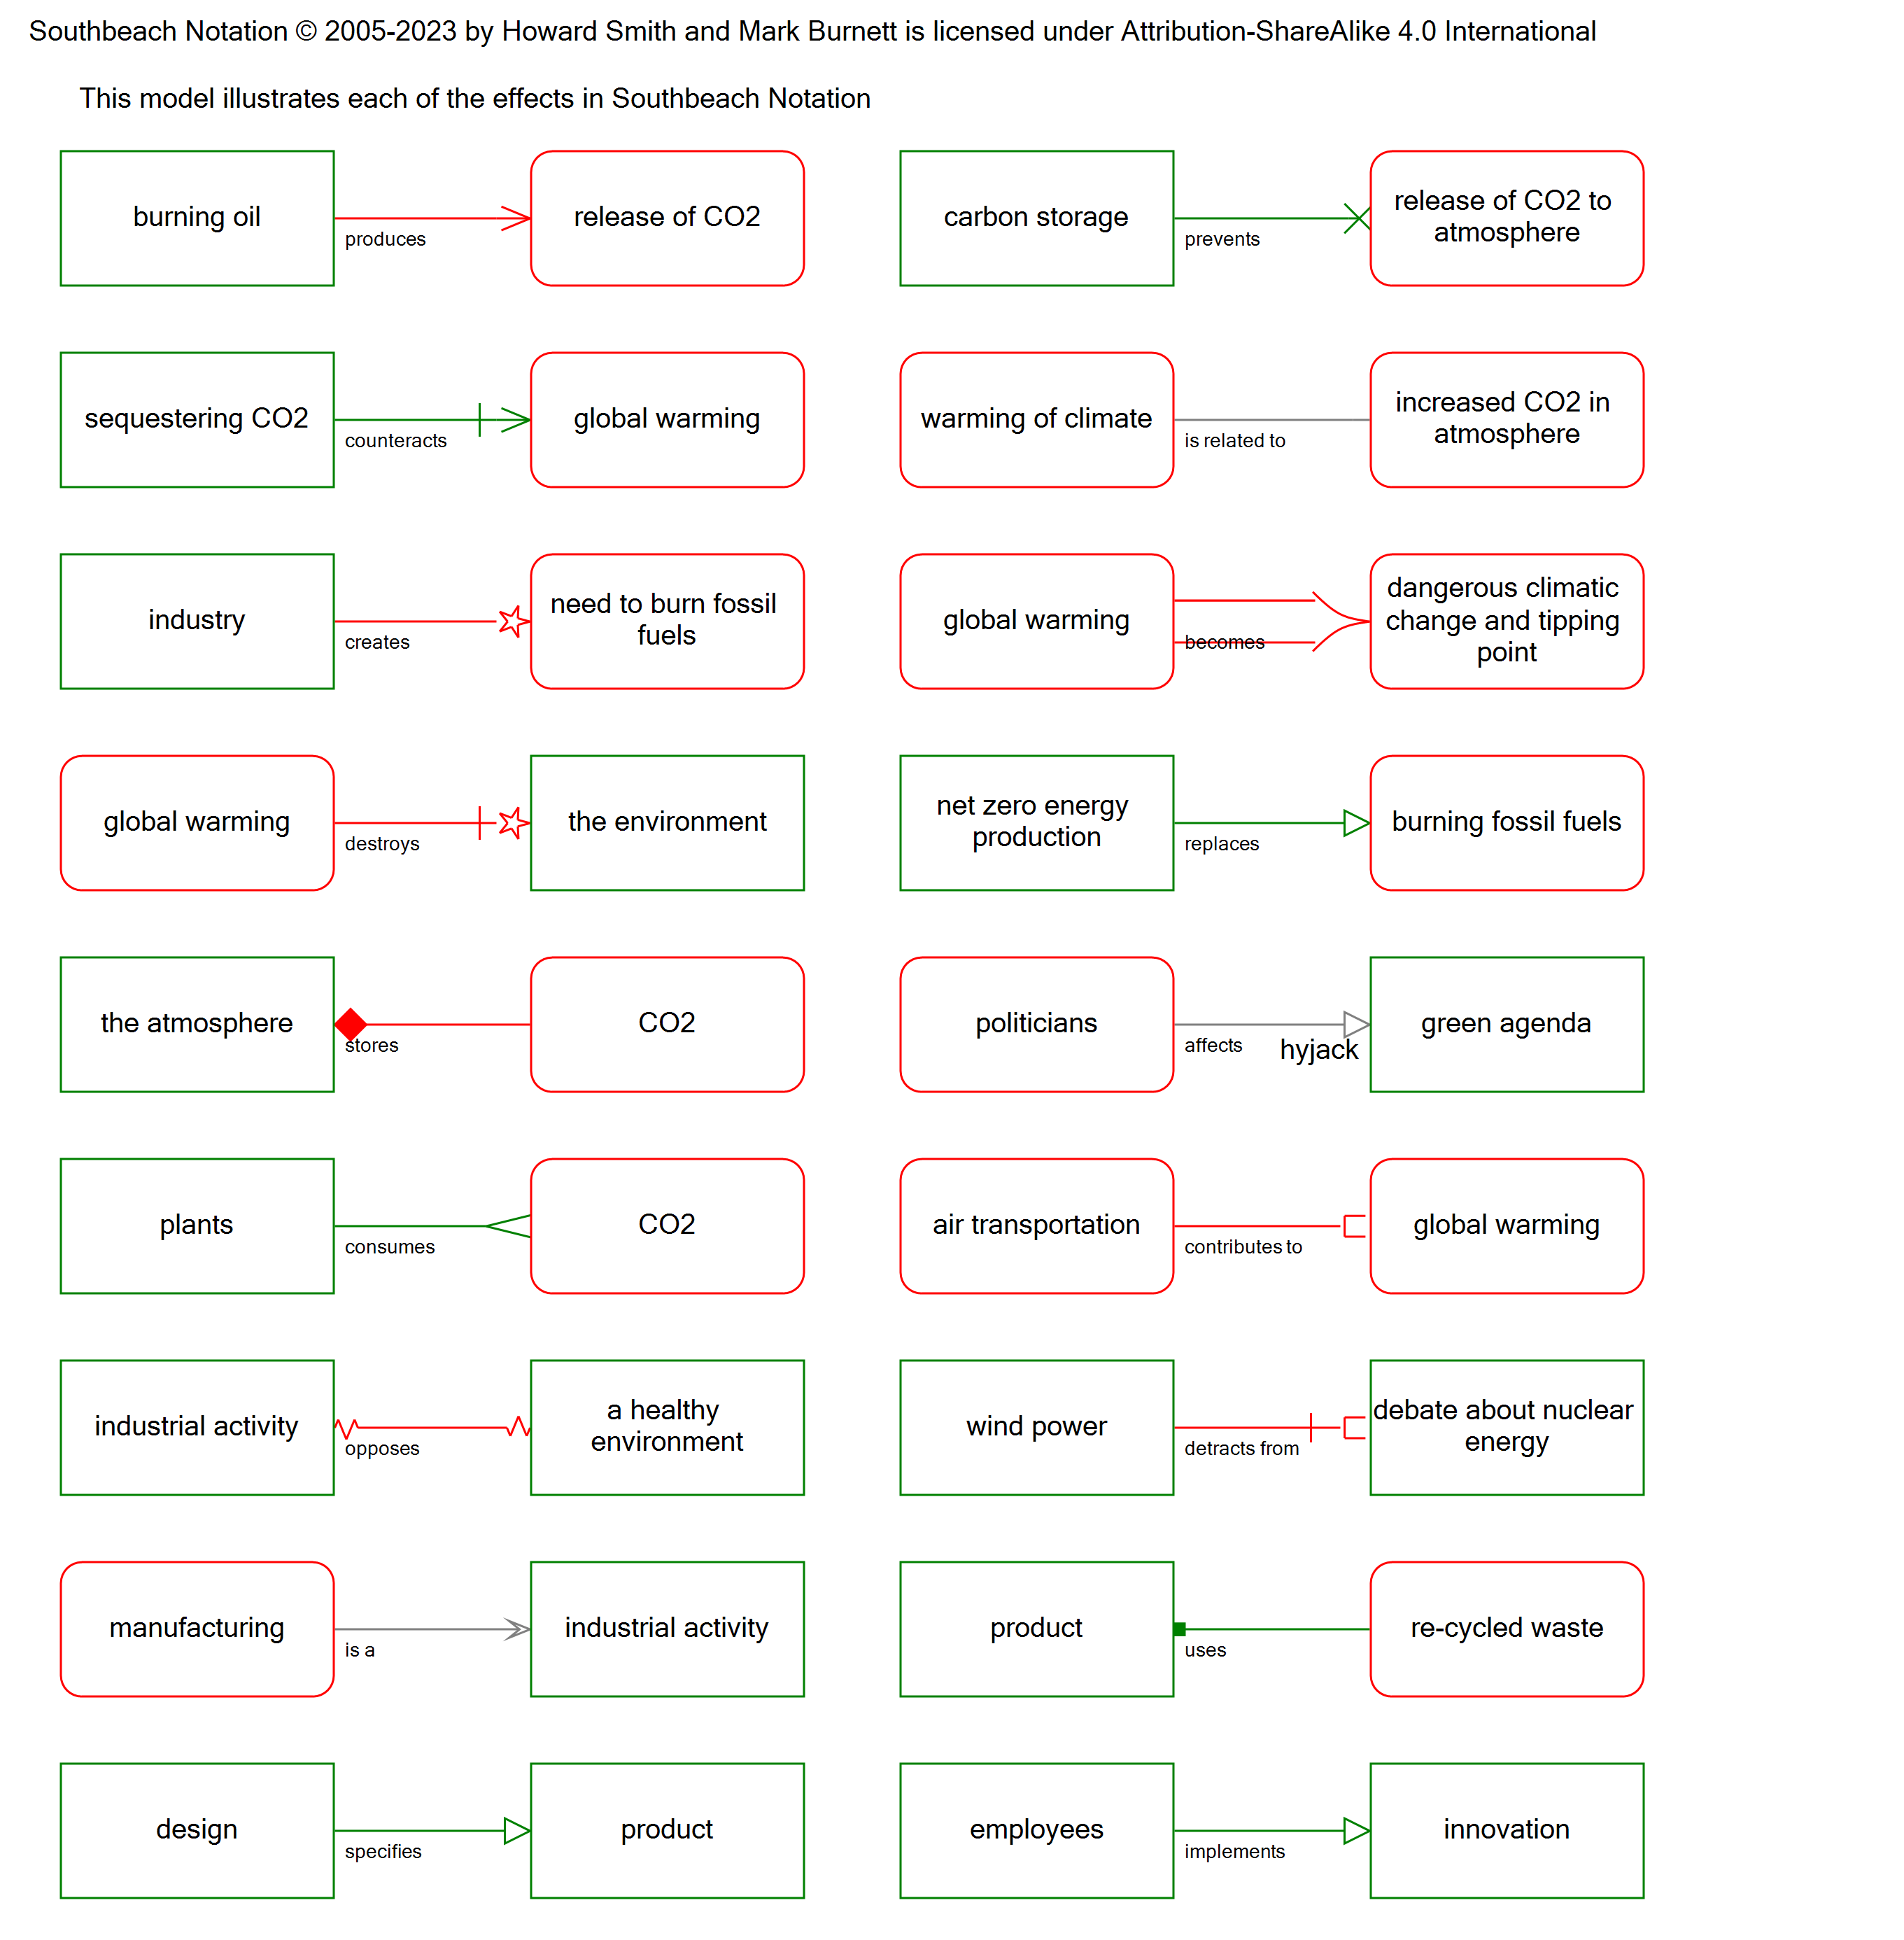 Southbeach Notation © 2005-2023 by Howard Smith and Mark Burnett is licensed under Attribution-ShareAlike 4.0 International
This model illustrates each of the effects in Southbeach Notation
burning oil
produces
release of CO2
carbon storage
prevents
release of CO2 to
atmosphere
sequestering CO2
counteracts
global warming
warming of climate
is related to
increased CO2 in
atmosphere
industry
creates
need to burn fossil
fuels
global warming
becomes
dangerous climatic
change and tipping
point
global warming
destroys
the environment
net zero energy
production
replaces
burning fossil fuels
the atmosphere
stores
CO2
politicians
affects
hyjack
green agenda
plants
consumes
CO2
air transportation
contributes to
global warming
industrial activity
opposes
a healthy
environment
wind power
detracts from
debate about nuclear
energy
manufacturing
is a
industrial activity
product
uses
re-cycled waste
design
specifies
product
employees
implements
innovation